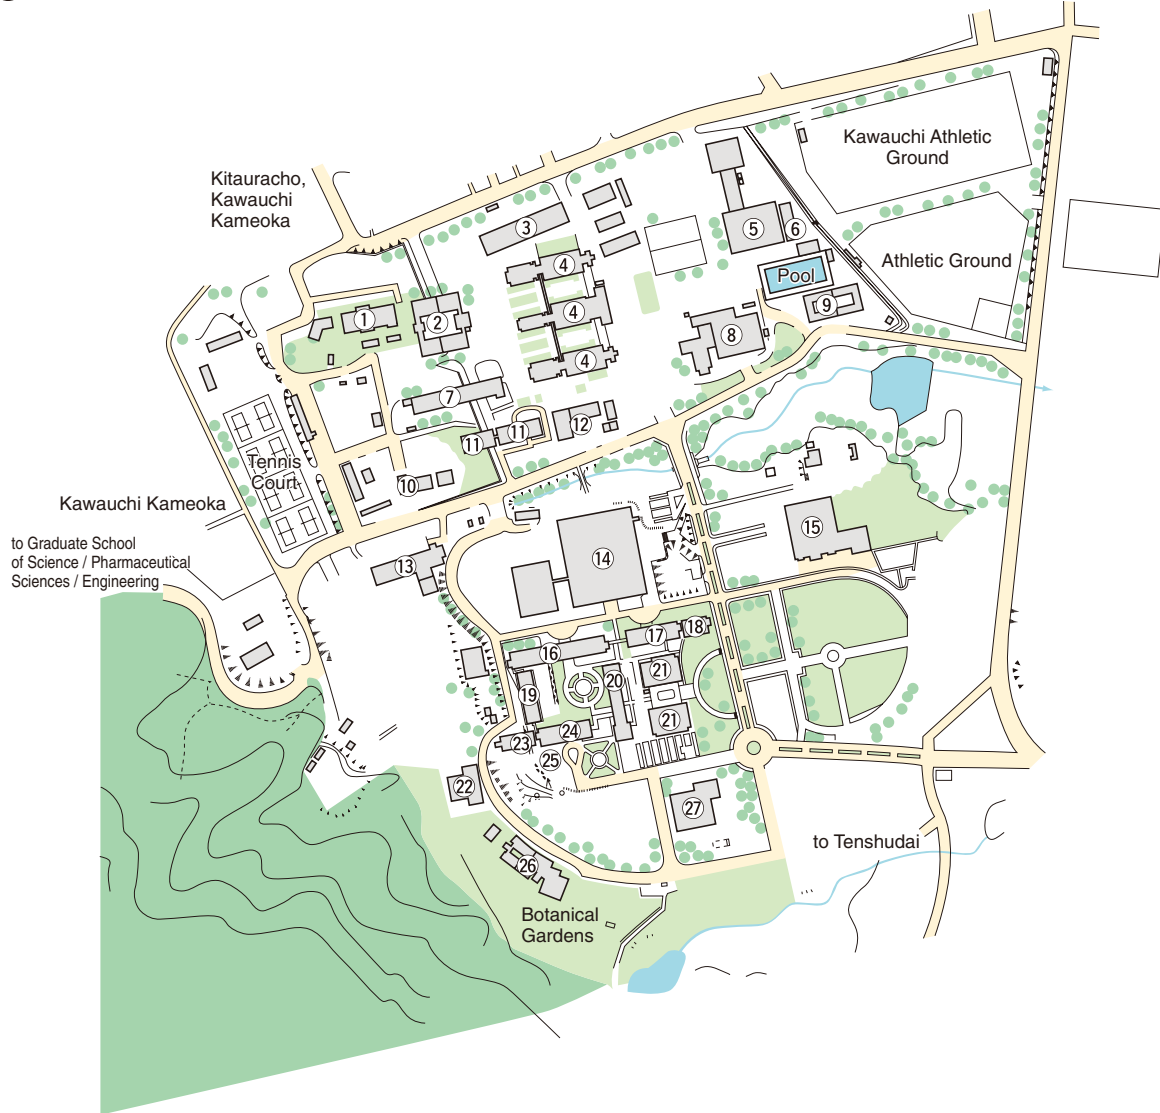 Kawauchi Athletic
Ground
Kitauracho,
Kawauchi
Kameoka
3
5
6
4
Athletic Ground
Pool
9
1
2
4
8
4
7
12
11
11
Tennis
Court
10
Kawauchi Kameoka
15
to Graduate School
of Science / Pharmaceutical
Sciences / Engineering
14
13
18
17
16
21
20
19
21
24
23
25
22
27
to Tenshudai
26
Botanical
Gardens